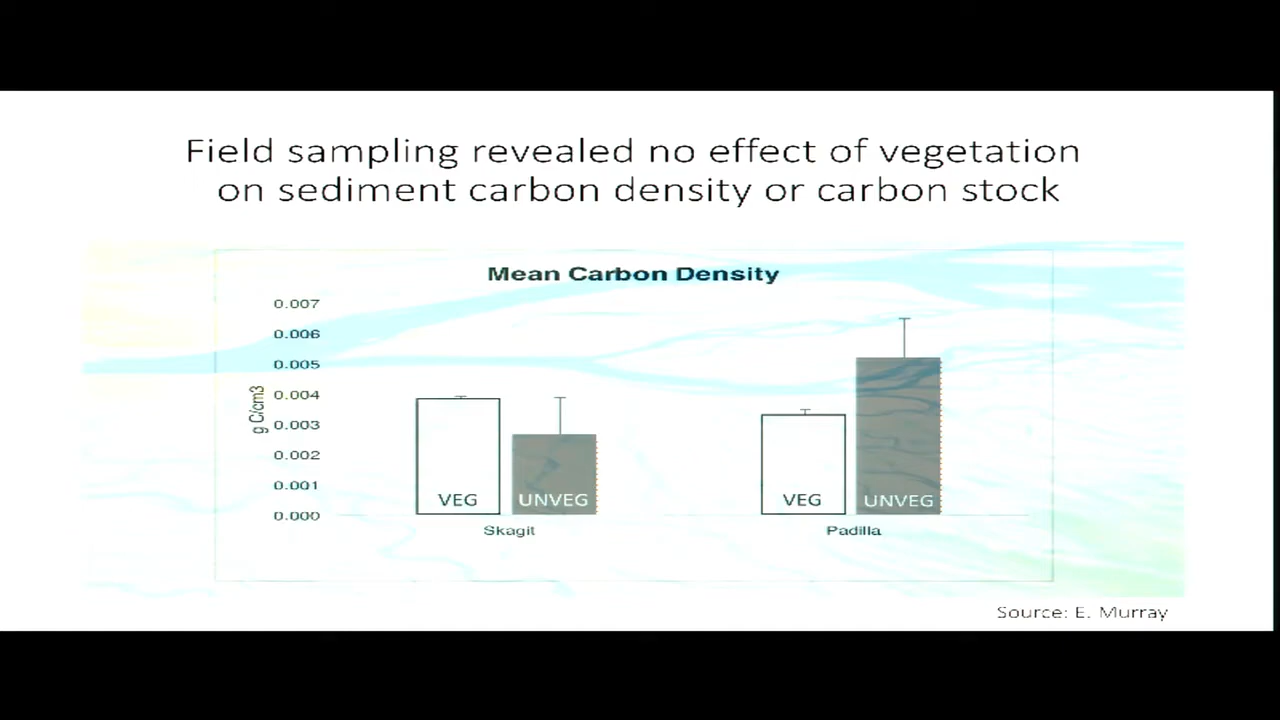 Field sampling revealed no effect of vegetation
on sediment carbon density or carbon stock
Mean Carbon Density
0.007
0.006
0.005
0.004
0.003
0.002
0.001
0.000
g C/cm3
VEG
UNVEG
VEG
UNVEG
Skagit
Padilla
Source: E. Murray